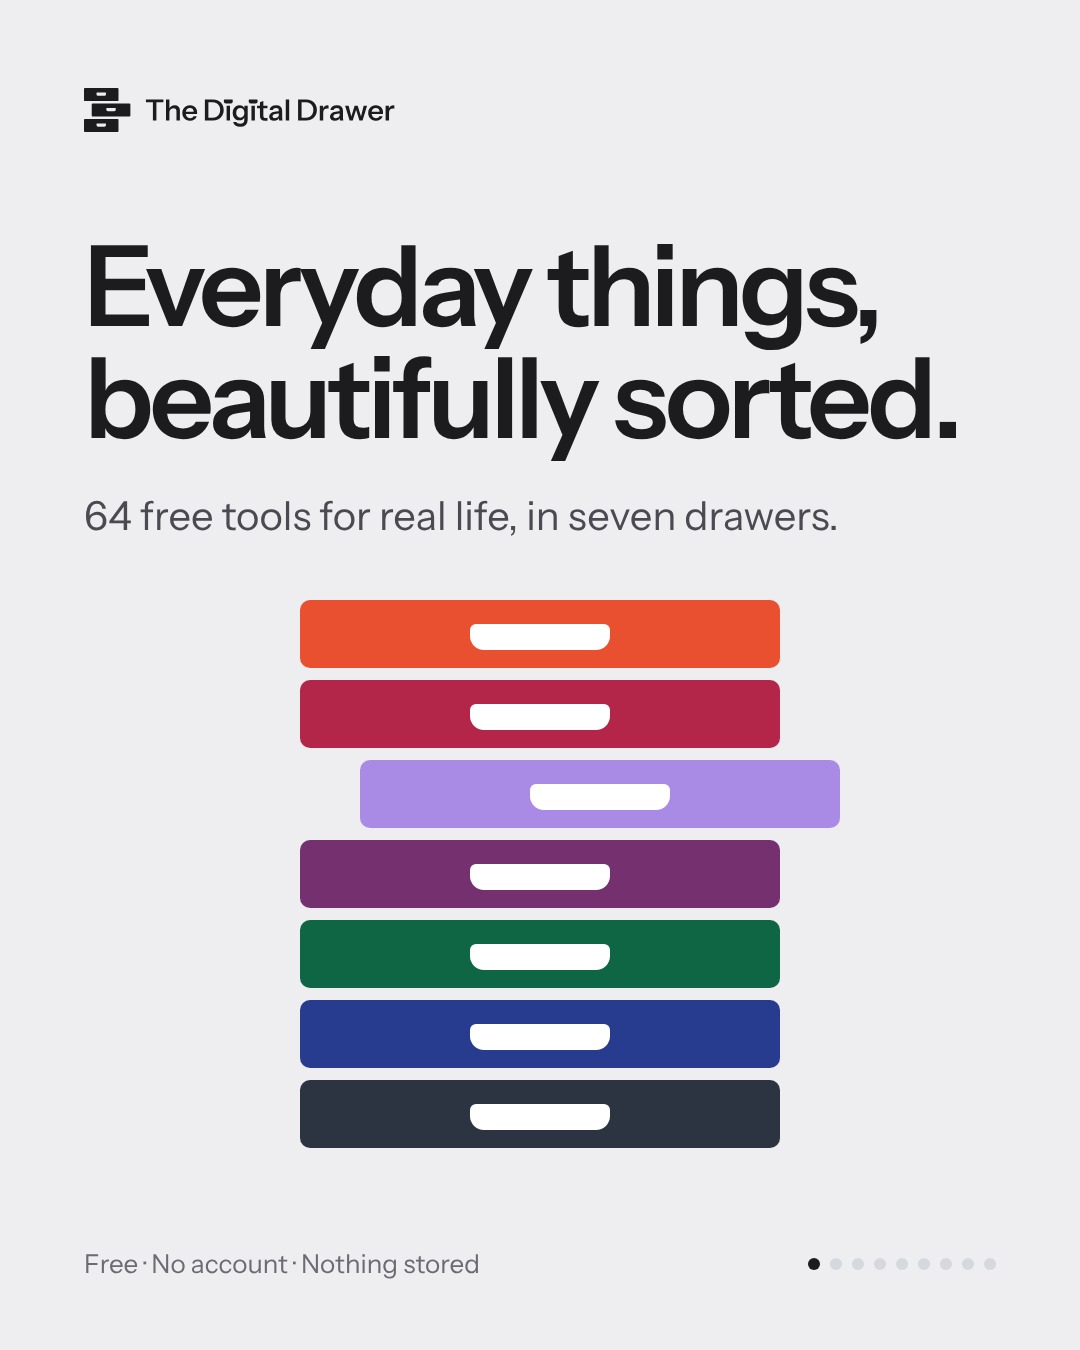 The Digital Drawer
Everyday things,
beautifully sorted.
64 free tools for real life, in seven drawers.
Free · No account · Nothing stored